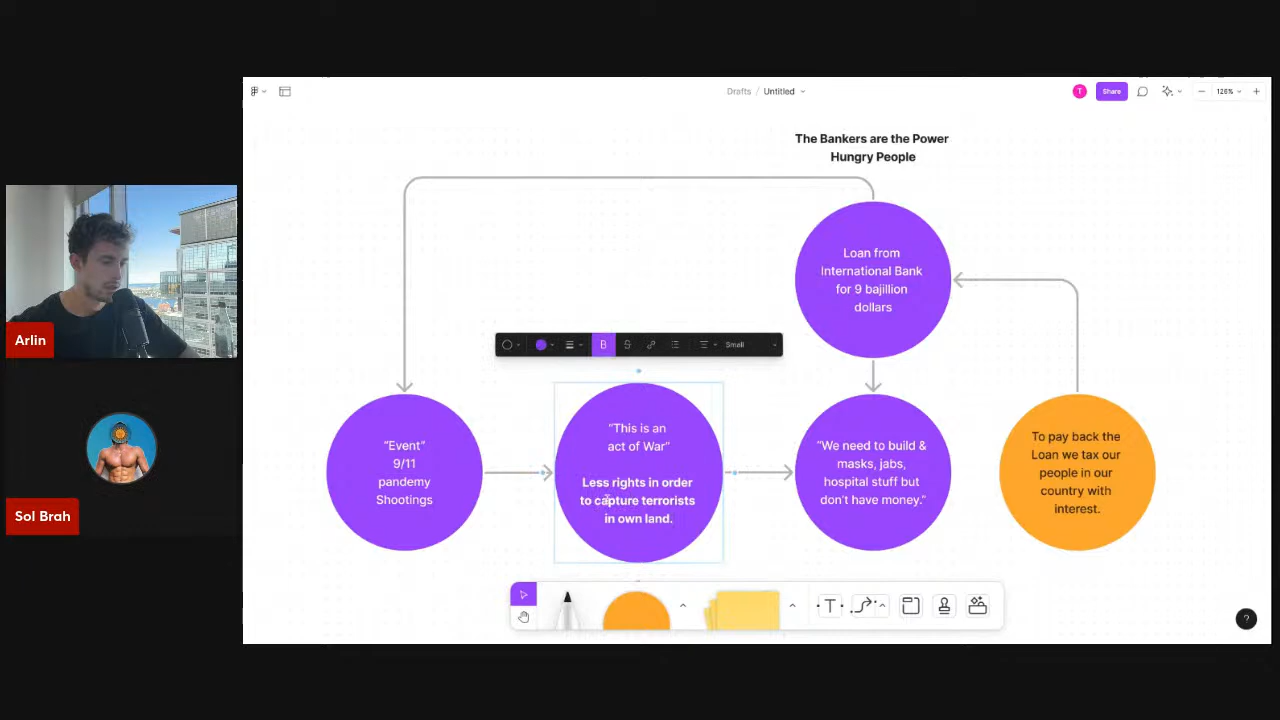 Drafts / Untitled
T
Share
126%
The Bankers are the Power
Hungry People
Loan from
International Bank
for 9 bajillion
dollars
Arlin
B
S
Small
"This is an
act of War"
Less rights in order
to capture terrorists
in own land.
"Event"
9/11
pandemy
Shootings
"We need to build &
masks, jabs,
hospital stuff but
don't have money."
To pay back the
Loan we tax our
people in our
country with
interest.
Sol Brah
T
?